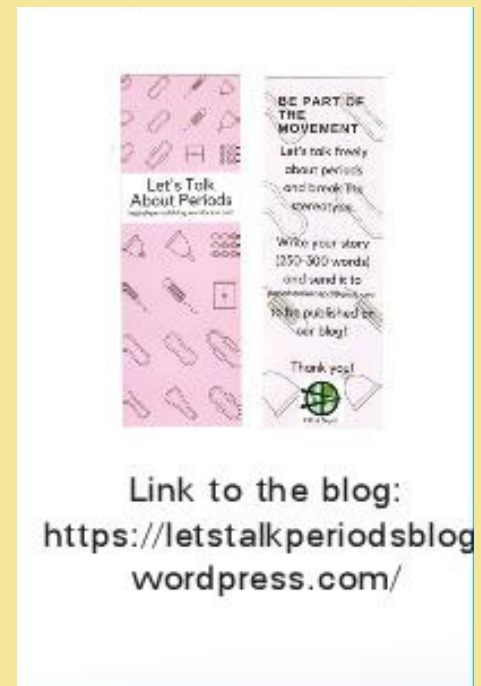 Let's Talk
About Periods
BE PART OF
THE
MOVEMENT
Let's talk freely
about periods
and break the
stereotype.
Write your story
(250-300 words)
and send it to
to be published on
our blog!
Thank you!
Link to the blog:
https://letstalkperiodsblog
wordpress.com/